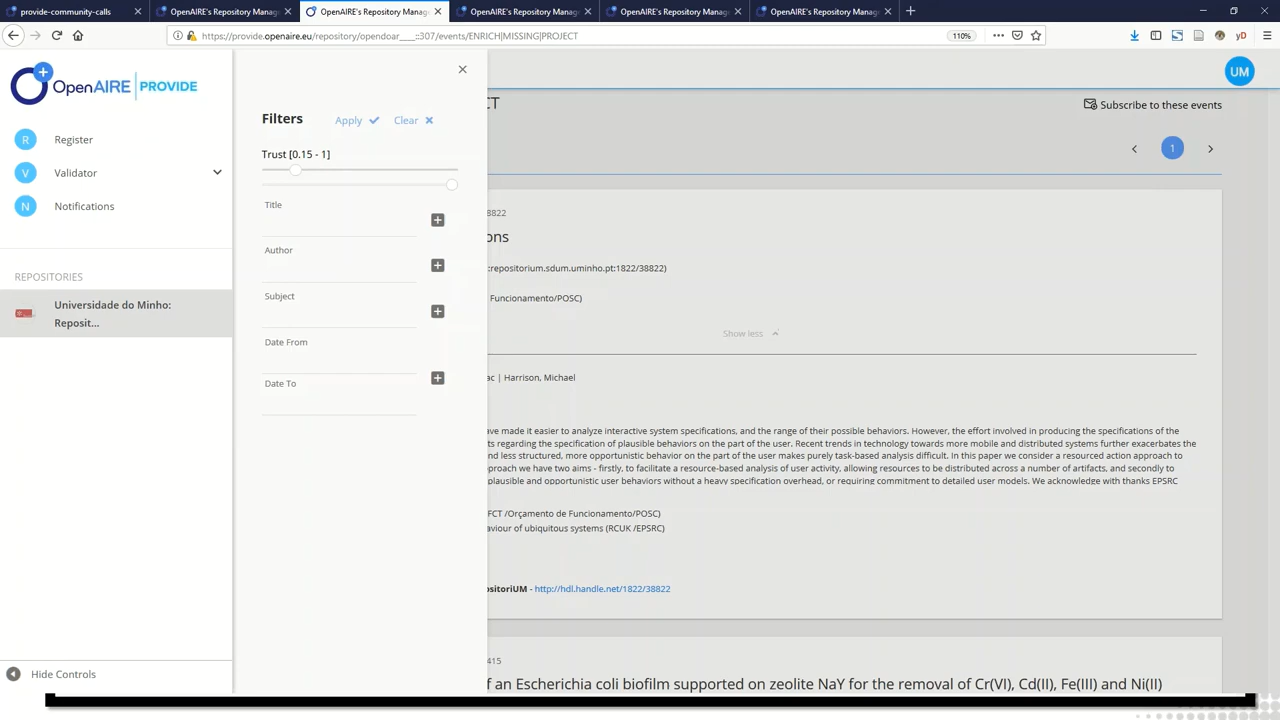 provide-community-calls
OpenAIRE's Repository Manag
OpenAIRE's Repository Manag
OpenAIRE's Repository Manag
OpenAIRE's Repository Manag
OpenAIRE's Repository Manag
https://provide.openaire.eu/repository/opendoar____::307/events/ENRICH|MISSING|PROJECT
110%
yD
OpenAIRE PROVIDE
UM
R Register
V Validator
N Notifications
REPOSITORIES
Universidade do Minho:
Reposit...
Hide Controls
Filters Apply Clear
Trust [0.15 - 1]
Title
Author
Subject
Date From
Date To
CT
Subscribe to these events
1
8822
ons
:repositorium.sdum.uminho.pt:1822/38822)
Funcionamento/POSC)
Show less
ac | Harrison, Michael
ave made it easier to analyze interactive system specifications, and the range of their possible behaviors. However, the effort involved in producing the specifications of the
ts regarding the specification of plausible behaviors on the part of the user. Recent trends in technology towards more mobile and distributed systems further exacerbates the
and less structured, more opportunistic behavior on the part of the user makes purely task-based analysis difficult. In this paper we consider a resourced action approach to
proach we have two aims - firstly, to facilitate a resource-based analysis of user activity, allowing resources to be distributed across a number of artifacts, and secondly to
plausible and opportunistic user behaviors without a heavy specification overhead, or requiring commitment to detailed user models. We acknowledge with thanks EPSRC
FCT /Orçamento de Funcionamento/POSC)
aviour of ubiquitous systems (RCUK /EPSRC)
ositoriUM - http://hdl.handle.net/1822/38822
415
f an Escherichia coli biofilm supported on zeolite NaY for the removal of Cr(VI), Cd(II), Fe(III) and Ni(II)